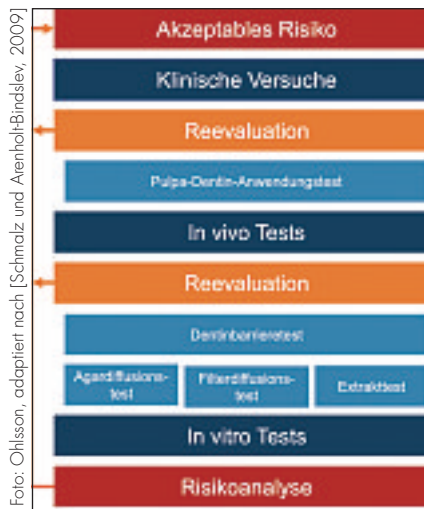 Akzeptables Risiko
Klinische Versuche
Reevaluation
Pulpa-Dentin-Anwendungstest
In vivo Tests
Reevaluation
Dentinbarrieretest
Agardiffusions-
test
Filterdiffusions-
test
Extrakttest
In vitro Tests
Risikoanalyse
Foto: Ohlsson, adaptiert nach [Schmalz und Arenholt-Bindslev, 2009]